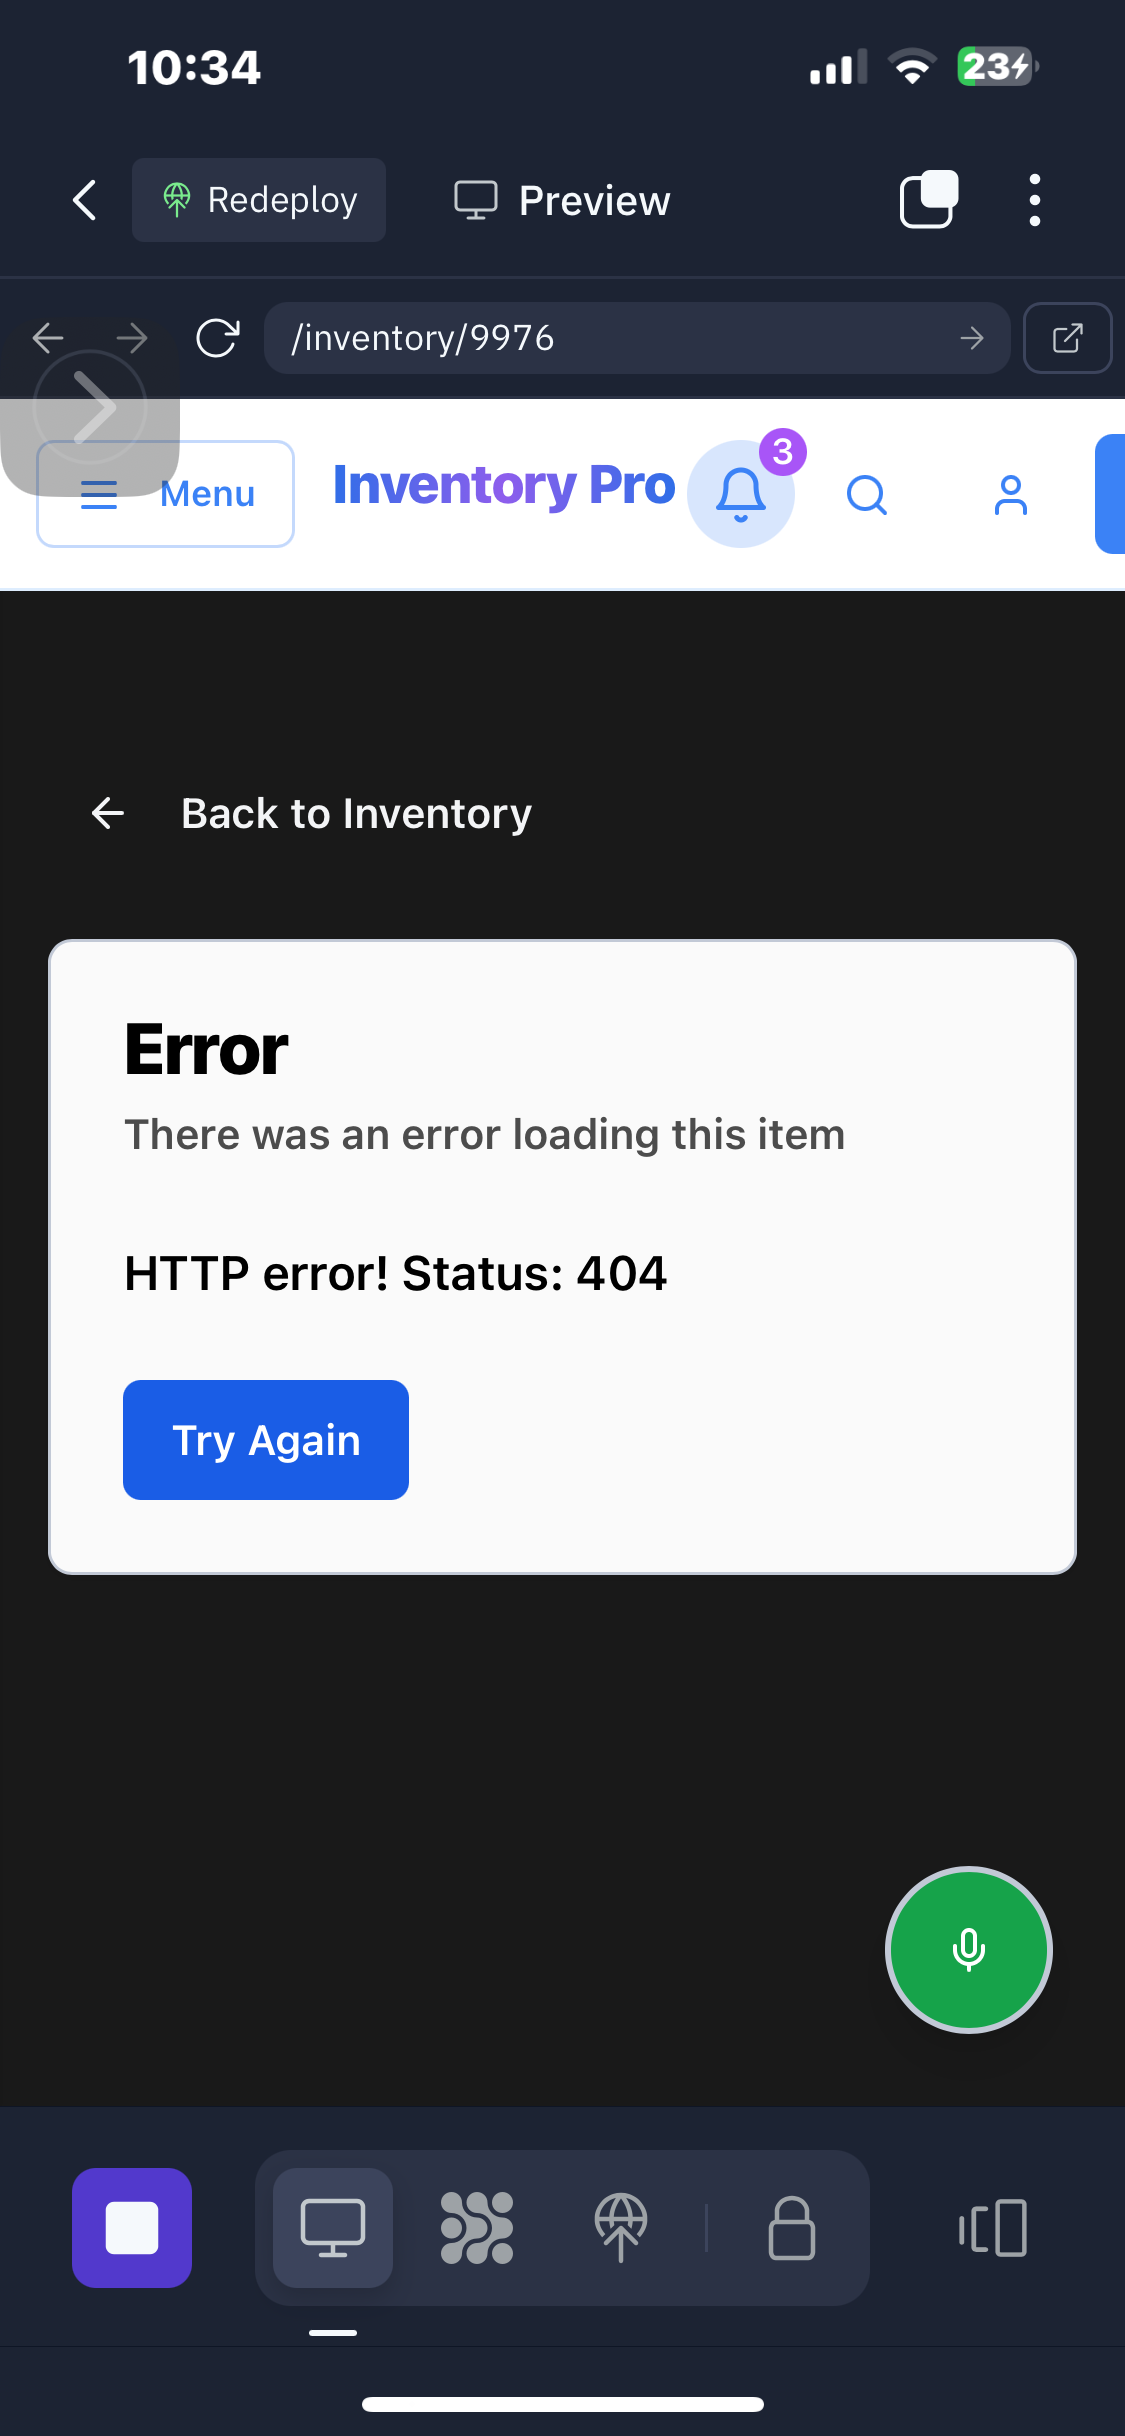 10:34
23
Redeploy
Preview
/inventory/9976
Menu
Inventory Pro
3
Back to Inventory
Error
There was an error loading this item
HTTP error! Status: 404
Try Again